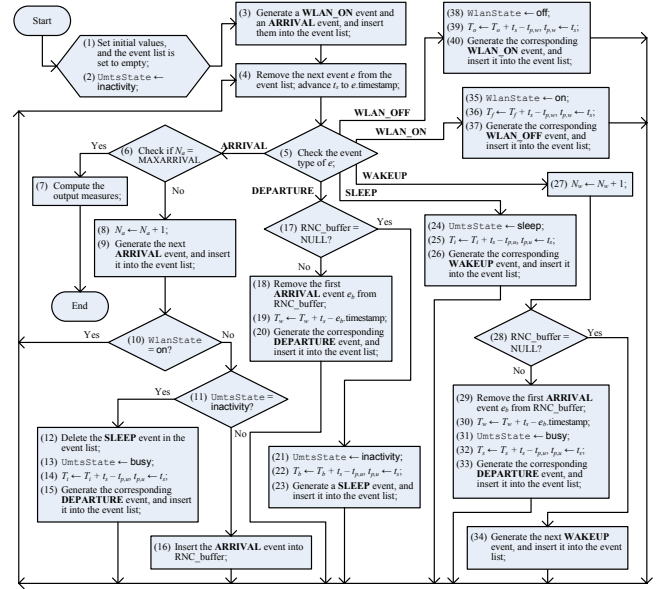 Start
(1) Set initial values,
and the event list is
set to empty;
(2) UmtsState ←
inactivity;
(3) Generate a WLAN_ON event and
an ARRIVAL event, and insert
them into the event list;
(4) Remove the next event e from the
event list; advance ts to e.timestamp;
(5) Check the event
type of e;
WLAN_OFF
WLAN_ON
WAKEUP
SLEEP
DEPARTURE
ARRIVAL
(38) WlanState ← off;
(39) To ← To + ts – tp,w, tp,w ← ts;
(40) Generate the corresponding
WLAN_ON event, and
insert it into the event list;
(35) WlanState ← on;
(36) Tf ← Tf + ts – tp,w, tp,w ← ts;
(37) Generate the corresponding
WLAN_OFF event, and
insert it into the event list;
(27) Nw ← Nw + 1;
(6) Check if Na =
MAXARRIVAL
Yes
No
(7) Compute the
output measures;
End
(8) Na ← Na + 1;
(9) Generate the next
ARRIVAL event, and insert
it into the event list;
(10) WlanState
= on?
Yes
No
(11) UmtsState =
inactivity?
Yes
No
(12) Delete the SLEEP event in the
event list;
(13) UmtsState ← busy;
(14) Ti ← Ti + ts – tp,u, tp,u ← ts;
(15) Generate the corresponding
DEPARTURE event, and insert
it into the event list;
(16) Insert the ARRIVAL event into
RNC_buffer;
(17) RNC_buffer =
NULL?
Yes
No
(18) Remove the first
ARRIVAL event eb from
RNC_buffer;
(19) Tw ← Tw + ts – eb.timestamp;
(20) Generate the corresponding
DEPARTURE event, and
insert it into the event list;
(21) UmtsState ← inactivity;
(22) Tb ← Tb + ts – tp,u, tp,u ← ts;
(23) Generate a SLEEP event, and
insert it into the event list;
(24) UmtsState ← sleep;
(25) Ti ← Ti + ts – tp,u, tp,u ← ts;
(26) Generate the corresponding
WAKEUP event, and insert it
into the event list;
(28) RNC_buffer =
NULL?
Yes
No
(29) Remove the first ARRIVAL
event eb from RNC_buffer;
(30) Tw ← Tw + ts – eb.timestamp;
(31) UmtsState ← busy;
(32) Ts ← Ts + ts – tp,u, tp,u ← ts;
(33) Generate the corresponding
DEPARTURE event, and
insert it into the event list;
(34) Generate the next WAKEUP
event, and insert it into the event
list;